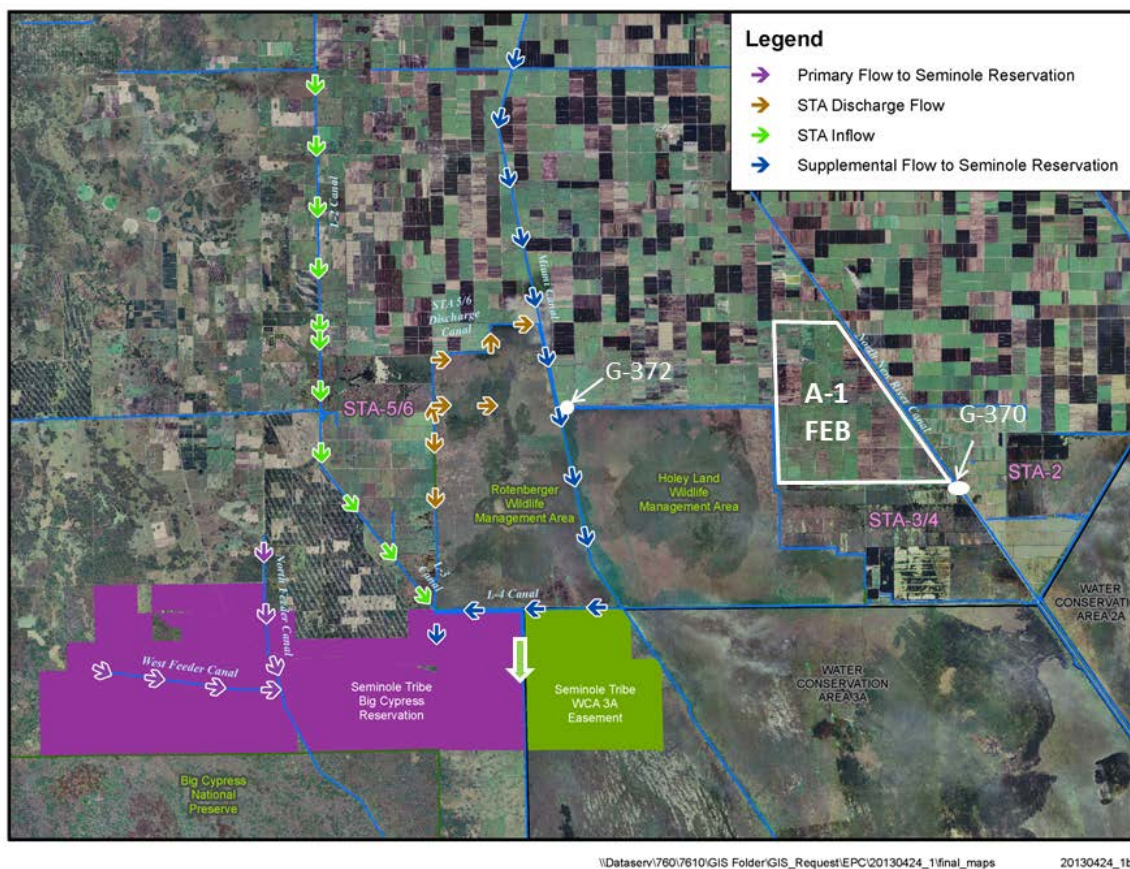 Legend
Primary Flow to Seminole Reservation
STA Discharge Flow
STA Inflow
Supplemental Flow to Seminole Reservation
L-2 Canal
Miami Canal
STA 5/6
Discharge
Canal
North New River Canal
G-372
A-1
FEB
G-370
STA-5/6
STA-2
STA-3/4
Rotenberger
Wildlife
Management Area
Holey Land
Wildlife
Management Area
L-3
Canal
L-4 Canal
North Feeder Canal
West Feeder Canal
WATER
CONSERVATION
AREA 2A
WATER
CONSERVATION
AREA 3A
Seminole Tribe
Big Cypress
Reservation
Seminole Tribe
WCA 3A
Easement
Big Cypress
National
Preserve
\\Dataserv\760\7610\GIS Folder\GIS_Request\EPC\20130424_1\final_maps
20130424_1b